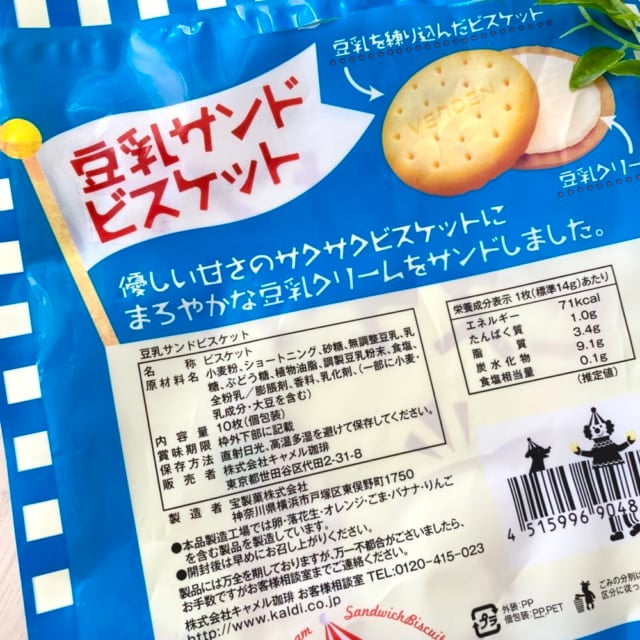 豆乳を練り込んだビスケット
VERDEN
豆乳クリー
豆乳サンド
ビスケット
優しい甘さのサクサクビスケットに
まろやかな豆乳クリームをサンドしました。
豆乳サンドビスケット
名称 ビスケット
原材料名 小麦粉、ショートニング、砂糖、無調整豆乳、乳
糖、ぶどう糖、植物油脂、調製豆乳粉末、食塩、
全粉乳/膨脹剤、香料、乳化剤、(一部に小麦・
乳成分・大豆を含む)
内容量 10枚(個包装)
賞味期限 枠外下部に記載
保存方法 直射日光、高温多湿を避けて保存してください。
販売者 株式会社キャメル珈琲
東京都世田谷区代田2-31-8
製造者 宝製菓株式会社
神奈川県横浜市戸塚区東俣野町1750
●本品製造工場では卵・落花生・オレンジ・ごま・バナナ・りんご
を含む製品を製造しています。
●開封後は早めにお召し上がりください。
製品には万全を期しておりますが、万一不都合がございましたら、
お手数ですがお客様相談室までご連絡ください。
株式会社キャメル珈琲 お客様相談室 TEL:0120-415-023
http://www.kaldi.co.jp
栄養成分表示 1枚(標準14g)あたり
エネルギー 71kcal
たんぱく質 1.0g
脂質 3.4g
炭水化物 9.1g
食塩相当量 0.1g
(推定値)
4 515996 9048
プラ
外装:PP
個包装:PP,PET
ごみの分別は
区分に従っ
am
SandwichBiscuit